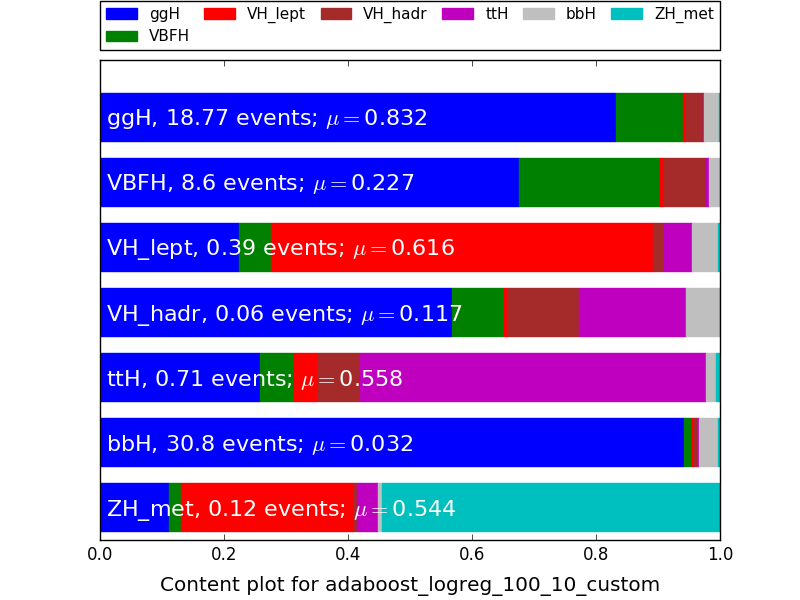 ggH VH_lept VH_hadr ttH bbH ZH_met
VBFH
ggH, 18.77 events; μ = 0.832
VBFH, 8.6 events; μ = 0.227
VH_lept, 0.39 events; μ = 0.616
VH_hadr, 0.06 events; μ = 0.117
ttH, 0.71 events; μ = 0.558
bbH, 30.8 events; μ = 0.032
ZH_met, 0.12 events; μ = 0.544
0.0 0.2 0.4 0.6 0.8 1.0
Content plot for adaboost_logreg_100_10_custom